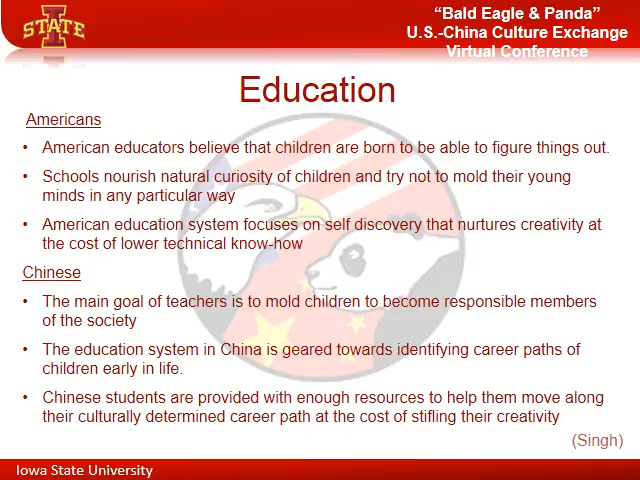 STATE
“Bald Eagle & Panda”
U.S.-China Culture Exchange
Virtual Conference
Education
Americans
• American educators believe that children are born to be able to figure things out.
• Schools nourish natural curiosity of children and try not to mold their young
minds in any particular way
• American education system focuses on self discovery that nurtures creativity at
the cost of lower technical know-how
Chinese
• The main goal of teachers is to mold children to become responsible members
of the society
• The education system in China is geared towards identifying career paths of
children early in life.
• Chinese students are provided with enough resources to help them move along
their culturally determined career path at the cost of stifling their creativity
(Singh)
Iowa State University